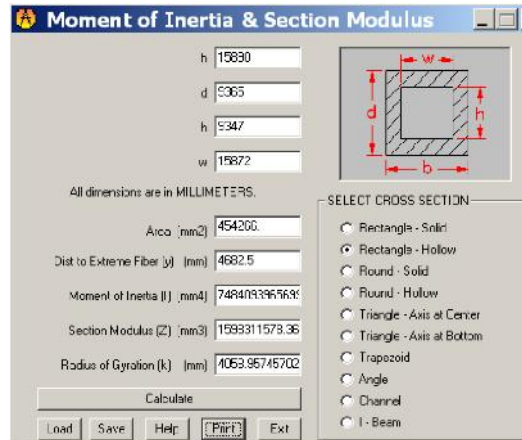 Moment of Inertia & Section Modulus
b 15890
d 9365
h 9347
w 15872
All dimensions are in MILLIMETERS.
Area (mm2) 454266.
Dist to Extreme Fiber (y) (mm) 4682.5
Moment of Inertia (I) (mm4) 7484093965695
Section Modulus (Z) (mm3) 1598311578.36
Radius of Gyration (k) (mm) 4058.95745702
Calculate
Load Save Help Print Exit
w
d
h
b
SELECT CROSS SECTION
Rectangle - Solid
Rectangle - Hollow
Round - Solid
Round - Hollow
Triangle - Axis at Center
Triangle - Axis at Bottom
Trapezoid
Angle
Channel
I - Beam